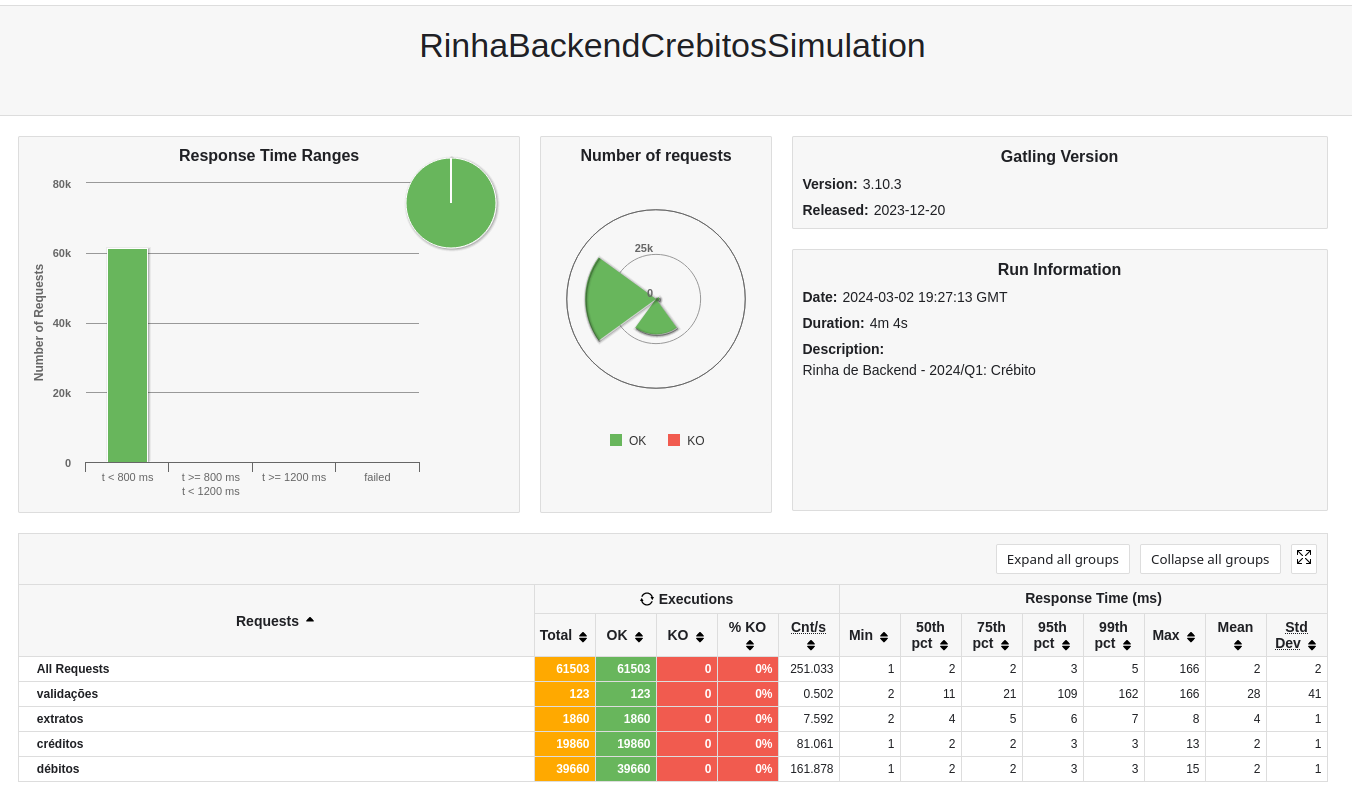 RinhaBackendCrebitosSimulation
Response Time Ranges
80k
60k
40k
20k
0
Number of Requests
t < 800 ms
t >= 800 ms
t < 1200 ms
t >= 1200 ms
failed
Number of requests
25k
0
OK KO
Gatling Version
Version: 3.10.3
Released: 2023-12-20
Run Information
Date: 2024-03-02 19:27:13 GMT
Duration: 4m 4s
Description:
Rinha de Backend - 2024/Q1: Crébito
Expand all groups Collapse all groups
Requests Executions Response Time (ms)
Total OK KO % KO Cnt/s Min 50th pct 75th pct 95th pct 99th pct Max Mean Std Dev
All Requests 61503 61503 0 0% 251.033 1 2 2 3 5 166 2 2
validações 123 123 0 0% 0.502 2 11 21 109 162 166 28 41
extratos 1860 1860 0 0% 7.592 2 4 5 6 7 8 4 1
créditos 19860 19860 0 0% 81.061 1 2 2 3 3 13 2 1
débitos 39660 39660 0 0% 161.878 1 2 2 3 3 15 2 1